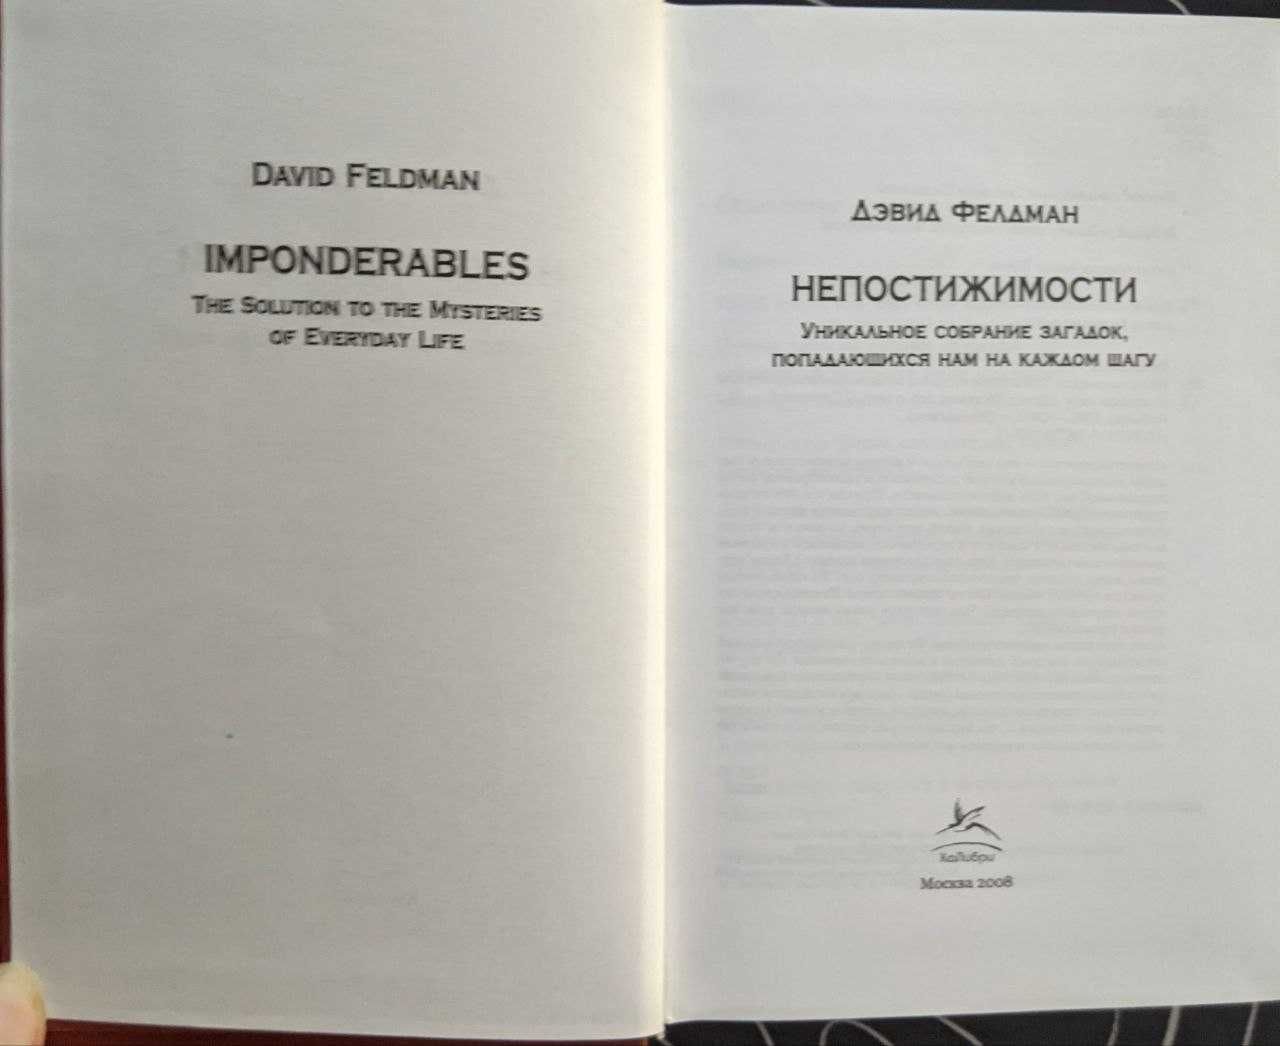 DAVID FELDMAN
IMPONDERABLES
THE SOLUTION TO THE MYSTERIES
OF EVERYDAY LIFE
ДЭВИД ФЕЛДМАН
НЕПОСТИЖИМОСТИ
УНИКАЛЬНОЕ СОБРАНИЕ ЗАГАДОК,
ПОПАДАЮЩИХСЯ НАМ НА КАЖДОМ ШАГУ
КоЛибри
Москва 2008